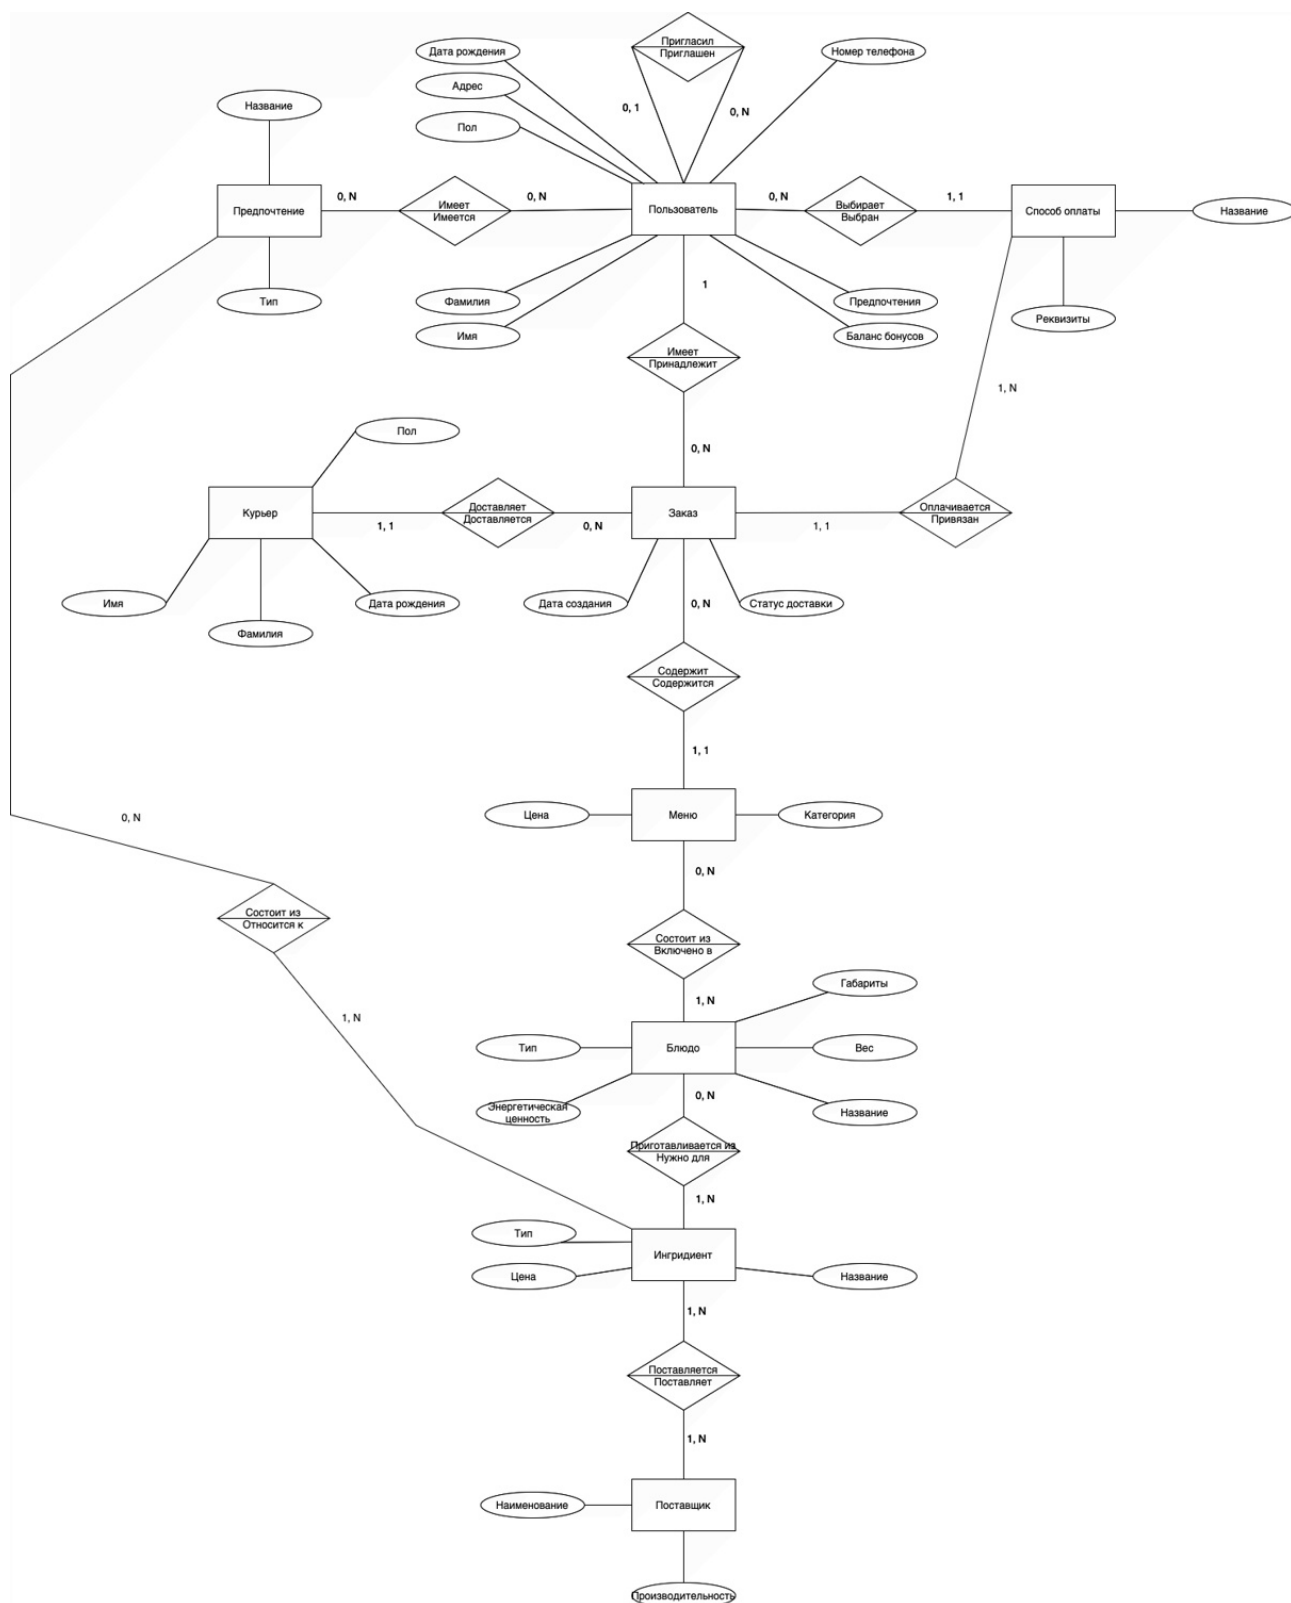 Дата рождения
Пригласил
Приглашен
Номер телефона
Адрес
Название
0, 1
0, N
Пол
0, N
0, N
0, N
1, 1
Предпочтение
Имеет
Имеется
Пользователь
Выбирает
Выбран
Способ оплаты
Название
1
Тип
Фамилия
Предпочтения
Реквизиты
Имя
Баланс бонусов
Имеет
Принадлежит
1, N
Пол
0, N
Курьер
Доставляет
Доставляется
Заказ
Оплачивается
Привязан
1, 1
0, N
1, 1
Имя
Дата рождения
Дата создания
0, N
Статус доставки
Фамилия
Содержит
Содержится
1, 1
Цена
Меню
Категория
0, N
0, N
Состоит из
Относится к
Состоит из
Включено в
Габариты
1, N
1, N
Тип
Блюдо
Вес
0, N
Энергетическая
ценность
Название
Приготавливается из
Нужно для
1, N
Тип
Ингридиент
Цена
Название
1, N
Поставляется
Поставляет
1, N
Наименование
Поставщик
Производительность